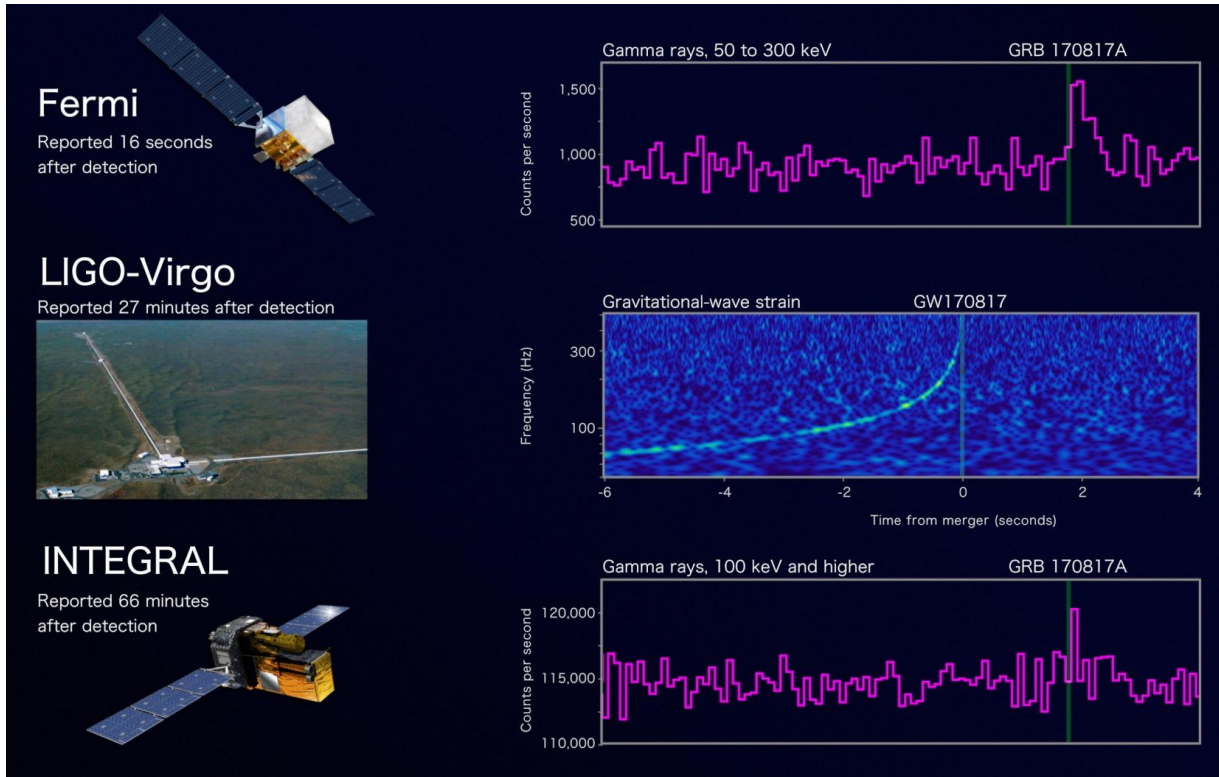 Fermi
Reported 16 seconds
after detection
Gamma rays, 50 to 300 keV
GRB 170817A
Counts per second
1,500
1,000
500
LIGO-Virgo
Reported 27 minutes after detection
Gravitational-wave strain
GW170817
Frequency (Hz)
300
100
-6
-4
-2
0
2
4
Time from merger (seconds)
INTEGRAL
Reported 66 minutes
after detection
Gamma rays, 100 keV and higher
GRB 170817A
Counts per second
120,000
115,000
110,000